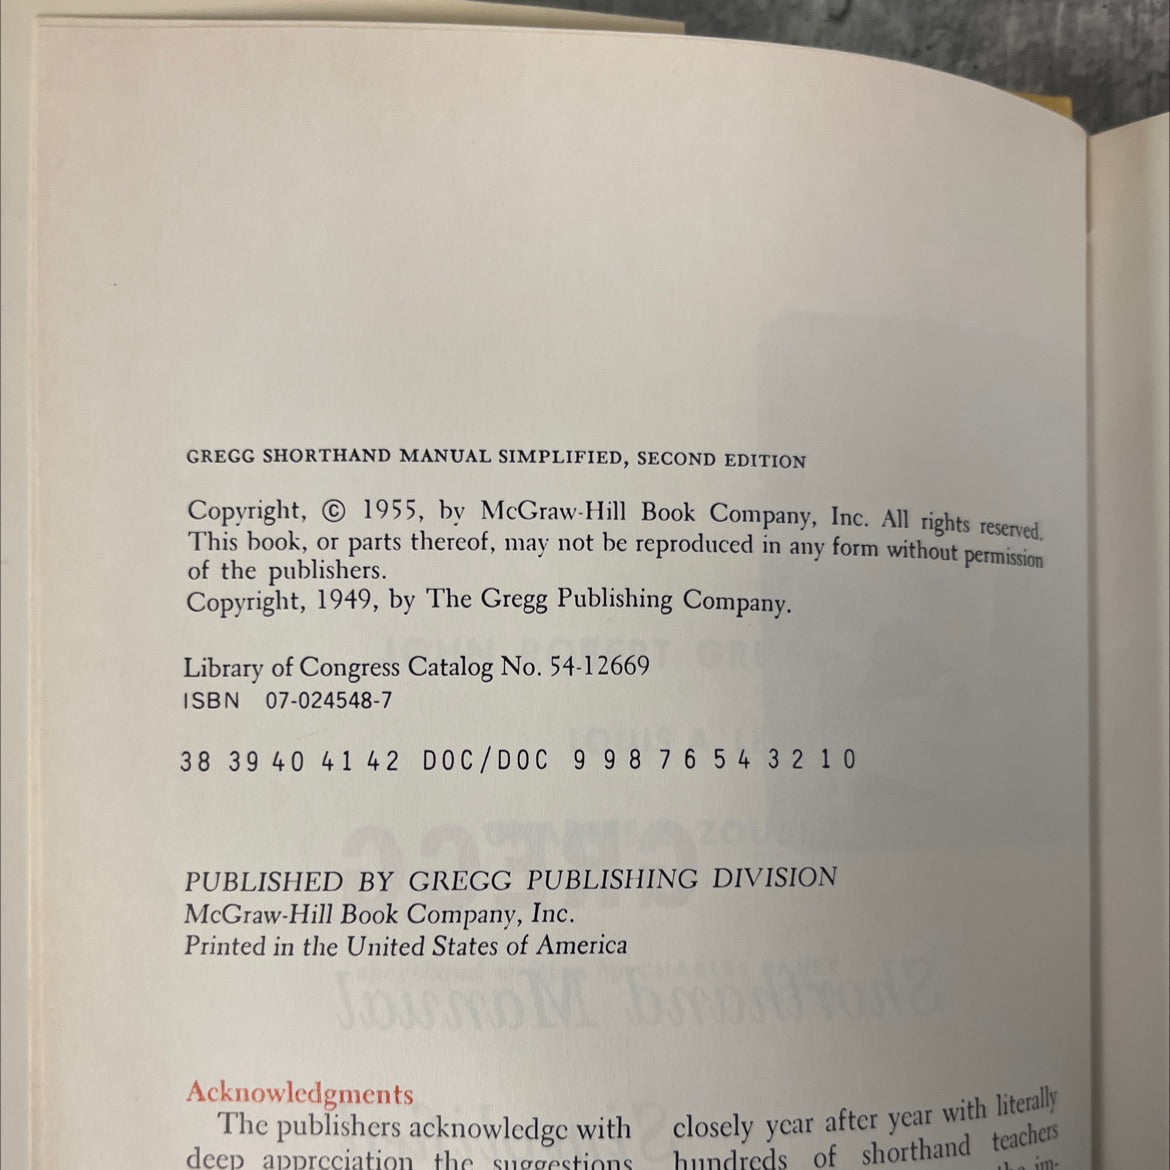 GREGG SHORTHAND MANUAL SIMPLIFIED, SECOND EDITION
Copyright, © 1955, by McGraw-Hill Book Company, Inc. All rights reserved.
This book, or parts thereof, may not be reproduced in any form without permission
of the publishers.
Copyright, 1949, by The Gregg Publishing Company.
Library of Congress Catalog No. 54-12669
ISBN 07-024548-7
38 39 40 41 42 DOC/DOC 9 9 8 7 6 5 4 3 2 1 0
PUBLISHED BY GREGG PUBLISHING DIVISION
McGraw-Hill Book Company, Inc.
Printed in the United States of America
Acknowledgments
The publishers acknowledge with
deep appreciation the suggestions
closely year after year with literally
hundreds of shorthand teachers